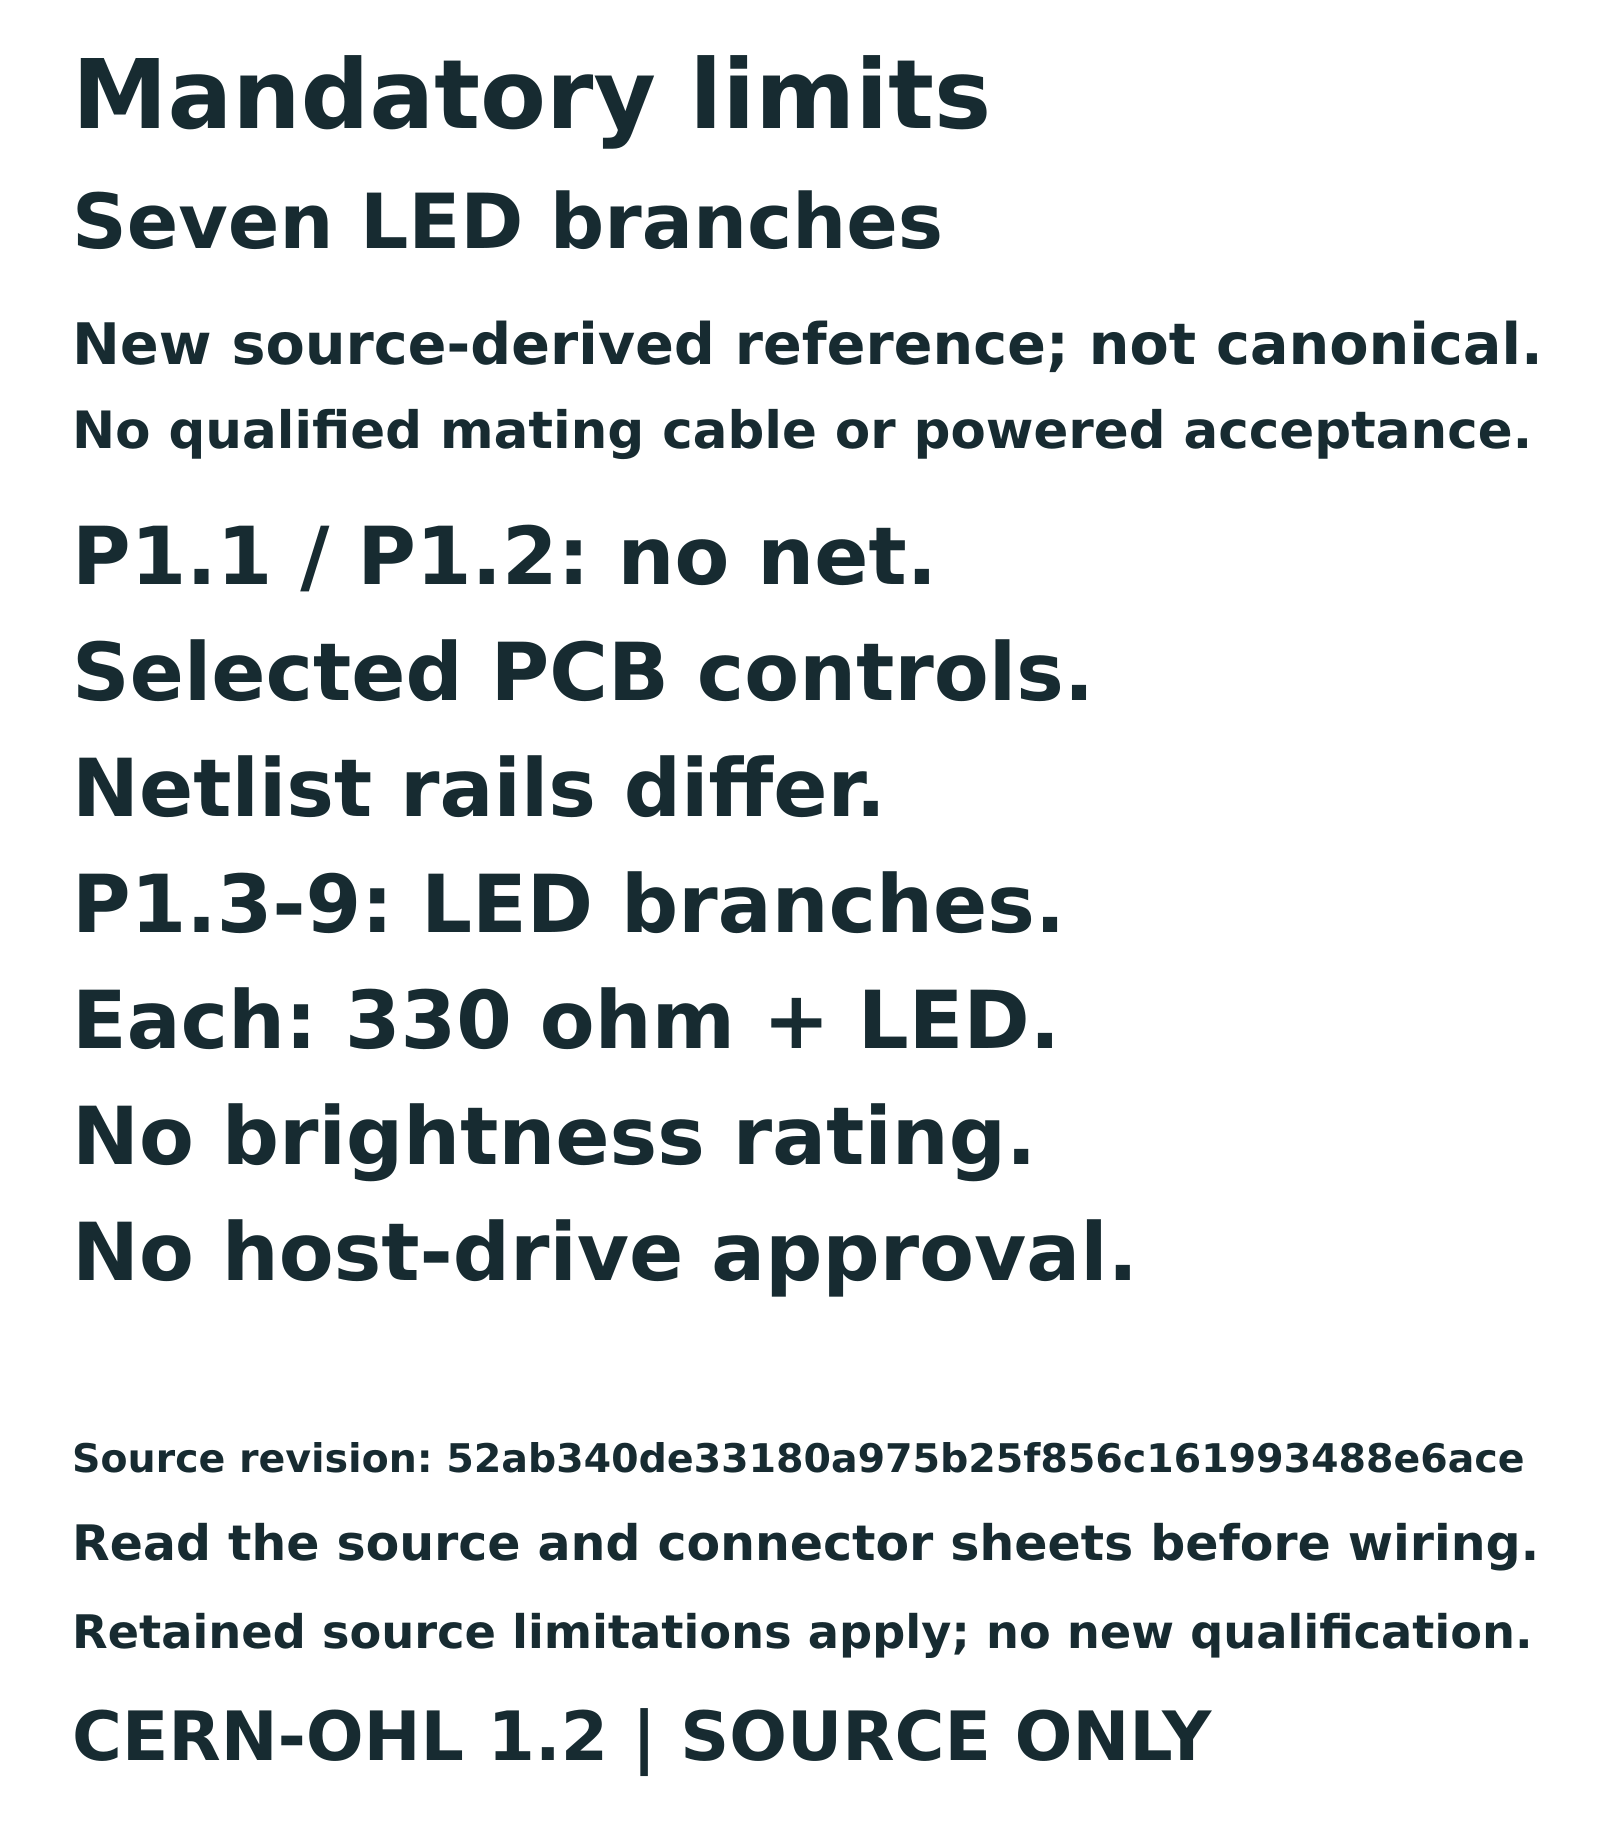 Mandatory limits
Seven LED branches
New source-derived reference; not canonical.
No qualified mating cable or powered acceptance.
P1.1 / P1.2: no net.
Selected PCB controls.
Netlist rails differ.
P1.3-9: LED branches.
Each: 330 ohm + LED.
No brightness rating.
No host-drive approval.
Source revision: 52ab340de33180a975b25f856c161993488e6ace
Read the source and connector sheets before wiring.
Retained source limitations apply; no new qualification.
CERN-OHL 1.2 | SOURCE ONLY